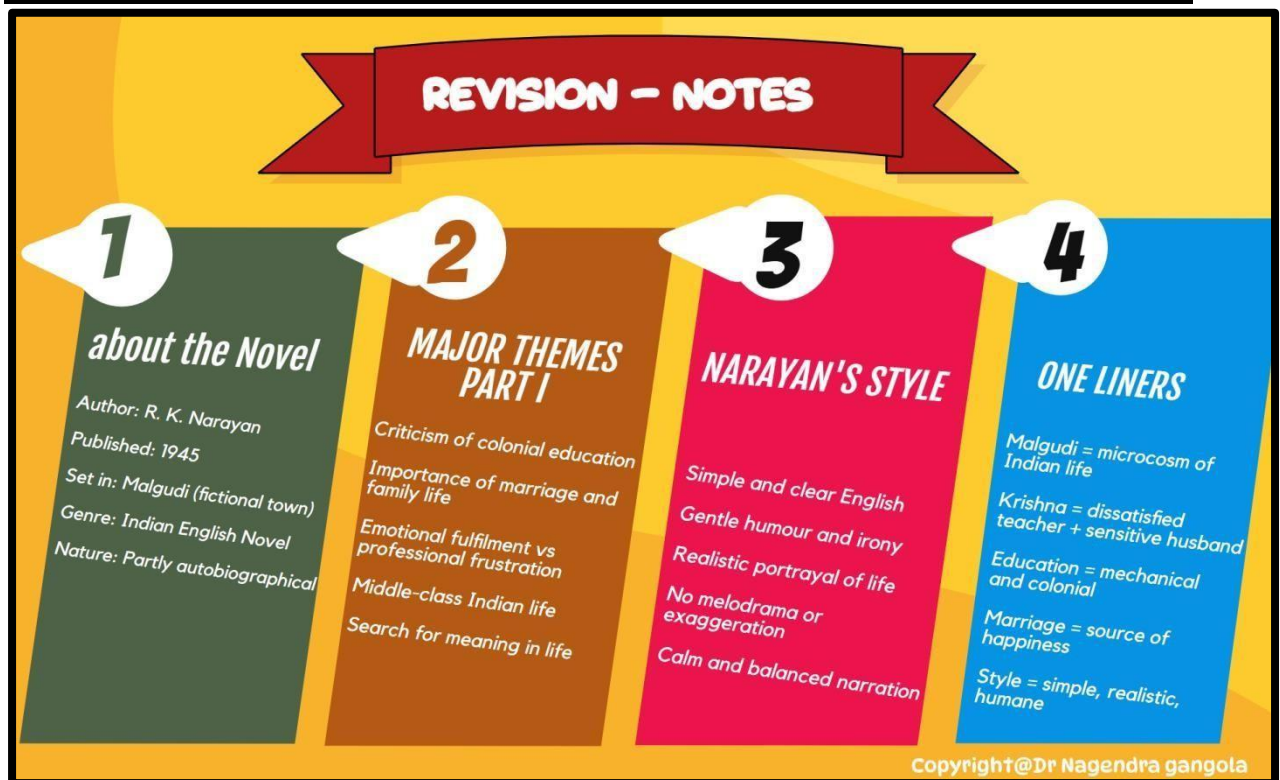 REVISION - NOTES
1
about the Novel
Author: R. K. Narayan
Published: 1945
Set in: Malgudi (fictional town)
Genre: Indian English Novel
Nature: Partly autobiographical
2
MAJOR THEMES
PART I
Criticism of colonial education
Importance of marriage and
family life
Emotional fulfilment vs
professional frustration
Middle-class Indian life
Search for meaning in life
3
NARAYAN'S STYLE
Simple and clear English
Gentle humour and irony
Realistic portrayal of life
No melodrama or
exaggeration
Calm and balanced narration
4
ONE LINERS
Malgudi = microcosm of
Indian life
Krishna = dissatisfied
teacher + sensitive husband
Education = mechanical
and colonial
Marriage = source of
happiness
Style = simple, realistic,
humane
Copyright@Dr Nagendra gangola